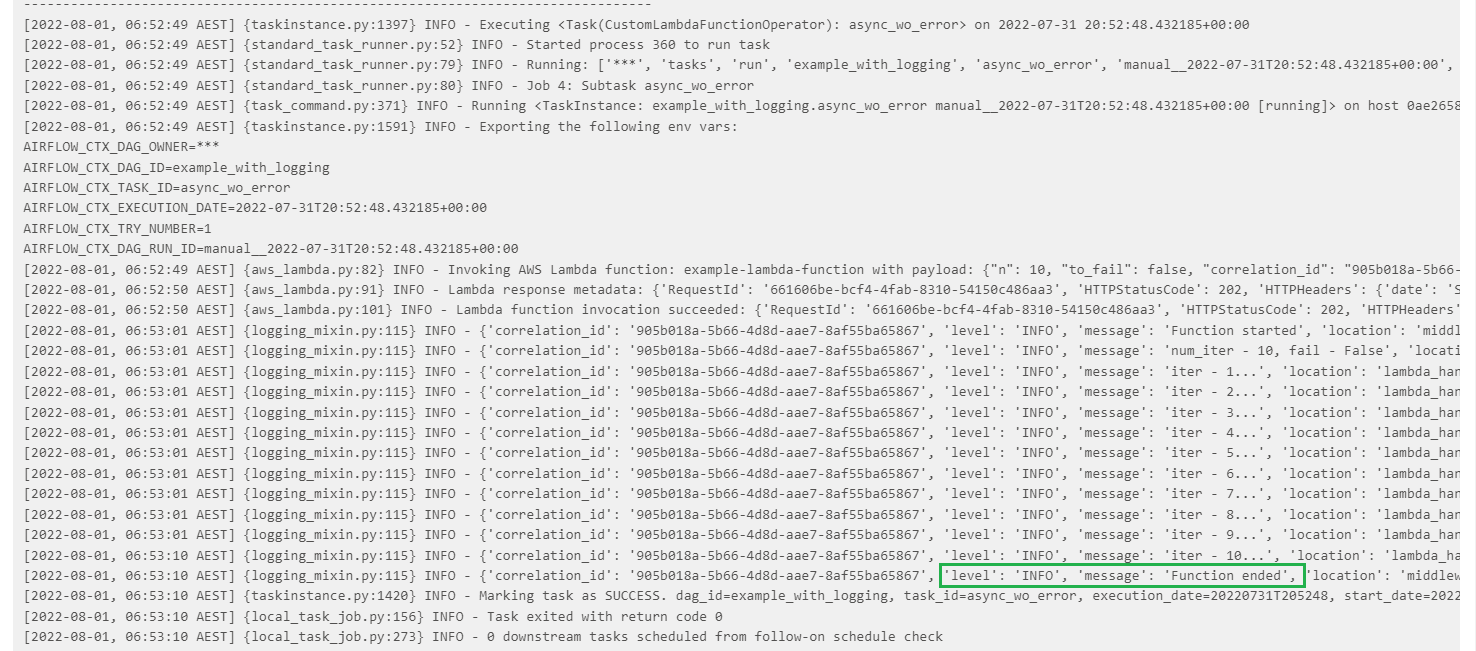 --------------------------------------------------------------------------------
[2022-08-01, 06:52:49 AEST] {taskinstance.py:1397} INFO - Executing <Task(CustomLambdaFunctionOperator): async_wo_error> on 2022-07-31 20:52:48.432185+00:00
[2022-08-01, 06:52:49 AEST] {standard_task_runner.py:52} INFO - Started process 360 to run task
[2022-08-01, 06:52:49 AEST] {standard_task_runner.py:79} INFO - Running: ['***', 'tasks', 'run', 'example_with_logging', 'async_wo_error', 'manual__2022-07-31T20:52:48.432185+00:00',
[2022-08-01, 06:52:49 AEST] {standard_task_runner.py:80} INFO - Job 4: Subtask async_wo_error
[2022-08-01, 06:52:49 AEST] {task_command.py:371} INFO - Running <TaskInstance: example_with_logging.async_wo_error manual__2022-07-31T20:52:48.432185+00:00 [running]> on host 0ae2658
[2022-08-01, 06:52:49 AEST] {taskinstance.py:1591} INFO - Exporting the following env vars:
AIRFLOW_CTX_DAG_OWNER=***
AIRFLOW_CTX_DAG_ID=example_with_logging
AIRFLOW_CTX_TASK_ID=async_wo_error
AIRFLOW_CTX_EXECUTION_DATE=2022-07-31T20:52:48.432185+00:00
AIRFLOW_CTX_TRY_NUMBER=1
AIRFLOW_CTX_DAG_RUN_ID=manual__2022-07-31T20:52:48.432185+00:00
[2022-08-01, 06:52:49 AEST] {aws_lambda.py:82} INFO - Invoking AWS Lambda function: example-lambda-function with payload: {"n": 10, "to_fail": false, "correlation_id": "905b018a-5b66-
[2022-08-01, 06:52:50 AEST] {aws_lambda.py:91} INFO - Lambda response metadata: {'RequestId': '661606be-bcf4-4fab-8310-54150c486aa3', 'HTTPStatusCode': 202, 'HTTPHeaders': {'date': 'S
[2022-08-01, 06:52:50 AEST] {aws_lambda.py:101} INFO - Lambda function invocation succeeded: {'RequestId': '661606be-bcf4-4fab-8310-54150c486aa3', 'HTTPStatusCode': 202, 'HTTPHeaders'
[2022-08-01, 06:53:01 AEST] {logging_mixin.py:115} INFO - {'correlation_id': '905b018a-5b66-4d8d-aae7-8af55ba65867', 'level': 'INFO', 'message': 'Function started', 'location': 'middl
[2022-08-01, 06:53:01 AEST] {logging_mixin.py:115} INFO - {'correlation_id': '905b018a-5b66-4d8d-aae7-8af55ba65867', 'level': 'INFO', 'message': 'num_iter - 10, fail - False', 'locati
[2022-08-01, 06:53:01 AEST] {logging_mixin.py:115} INFO - {'correlation_id': '905b018a-5b66-4d8d-aae7-8af55ba65867', 'level': 'INFO', 'message': 'iter - 1...', 'location': 'lambda_han
[2022-08-01, 06:53:01 AEST] {logging_mixin.py:115} INFO - {'correlation_id': '905b018a-5b66-4d8d-aae7-8af55ba65867', 'level': 'INFO', 'message': 'iter - 2...', 'location': 'lambda_han
[2022-08-01, 06:53:01 AEST] {logging_mixin.py:115} INFO - {'correlation_id': '905b018a-5b66-4d8d-aae7-8af55ba65867', 'level': 'INFO', 'message': 'iter - 3...', 'location': 'lambda_han
[2022-08-01, 06:53:01 AEST] {logging_mixin.py:115} INFO - {'correlation_id': '905b018a-5b66-4d8d-aae7-8af55ba65867', 'level': 'INFO', 'message': 'iter - 4...', 'location': 'lambda_han
[2022-08-01, 06:53:01 AEST] {logging_mixin.py:115} INFO - {'correlation_id': '905b018a-5b66-4d8d-aae7-8af55ba65867', 'level': 'INFO', 'message': 'iter - 5...', 'location': 'lambda_han
[2022-08-01, 06:53:01 AEST] {logging_mixin.py:115} INFO - {'correlation_id': '905b018a-5b66-4d8d-aae7-8af55ba65867', 'level': 'INFO', 'message': 'iter - 6...', 'location': 'lambda_han
[2022-08-01, 06:53:01 AEST] {logging_mixin.py:115} INFO - {'correlation_id': '905b018a-5b66-4d8d-aae7-8af55ba65867', 'level': 'INFO', 'message': 'iter - 7...', 'location': 'lambda_han
[2022-08-01, 06:53:01 AEST] {logging_mixin.py:115} INFO - {'correlation_id': '905b018a-5b66-4d8d-aae7-8af55ba65867', 'level': 'INFO', 'message': 'iter - 8...', 'location': 'lambda_han
[2022-08-01, 06:53:01 AEST] {logging_mixin.py:115} INFO - {'correlation_id': '905b018a-5b66-4d8d-aae7-8af55ba65867', 'level': 'INFO', 'message': 'iter - 9...', 'location': 'lambda_han
[2022-08-01, 06:53:10 AEST] {logging_mixin.py:115} INFO - {'correlation_id': '905b018a-5b66-4d8d-aae7-8af55ba65867', 'level': 'INFO', 'message': 'iter - 10...', 'location': 'lambda_ha
[2022-08-01, 06:53:10 AEST] {logging_mixin.py:115} INFO - {'correlation_id': '905b018a-5b66-4d8d-aae7-8af55ba65867', 'level': 'INFO', 'message': 'Function ended', 'location': 'middlew
[2022-08-01, 06:53:10 AEST] {taskinstance.py:1420} INFO - Marking task as SUCCESS. dag_id=example_with_logging, task_id=async_wo_error, execution_date=20220731T205248, start_date=2022
[2022-08-01, 06:53:10 AEST] {local_task_job.py:156} INFO - Task exited with return code 0
[2022-08-01, 06:53:10 AEST] {local_task_job.py:273} INFO - 0 downstream tasks scheduled from follow-on schedule check